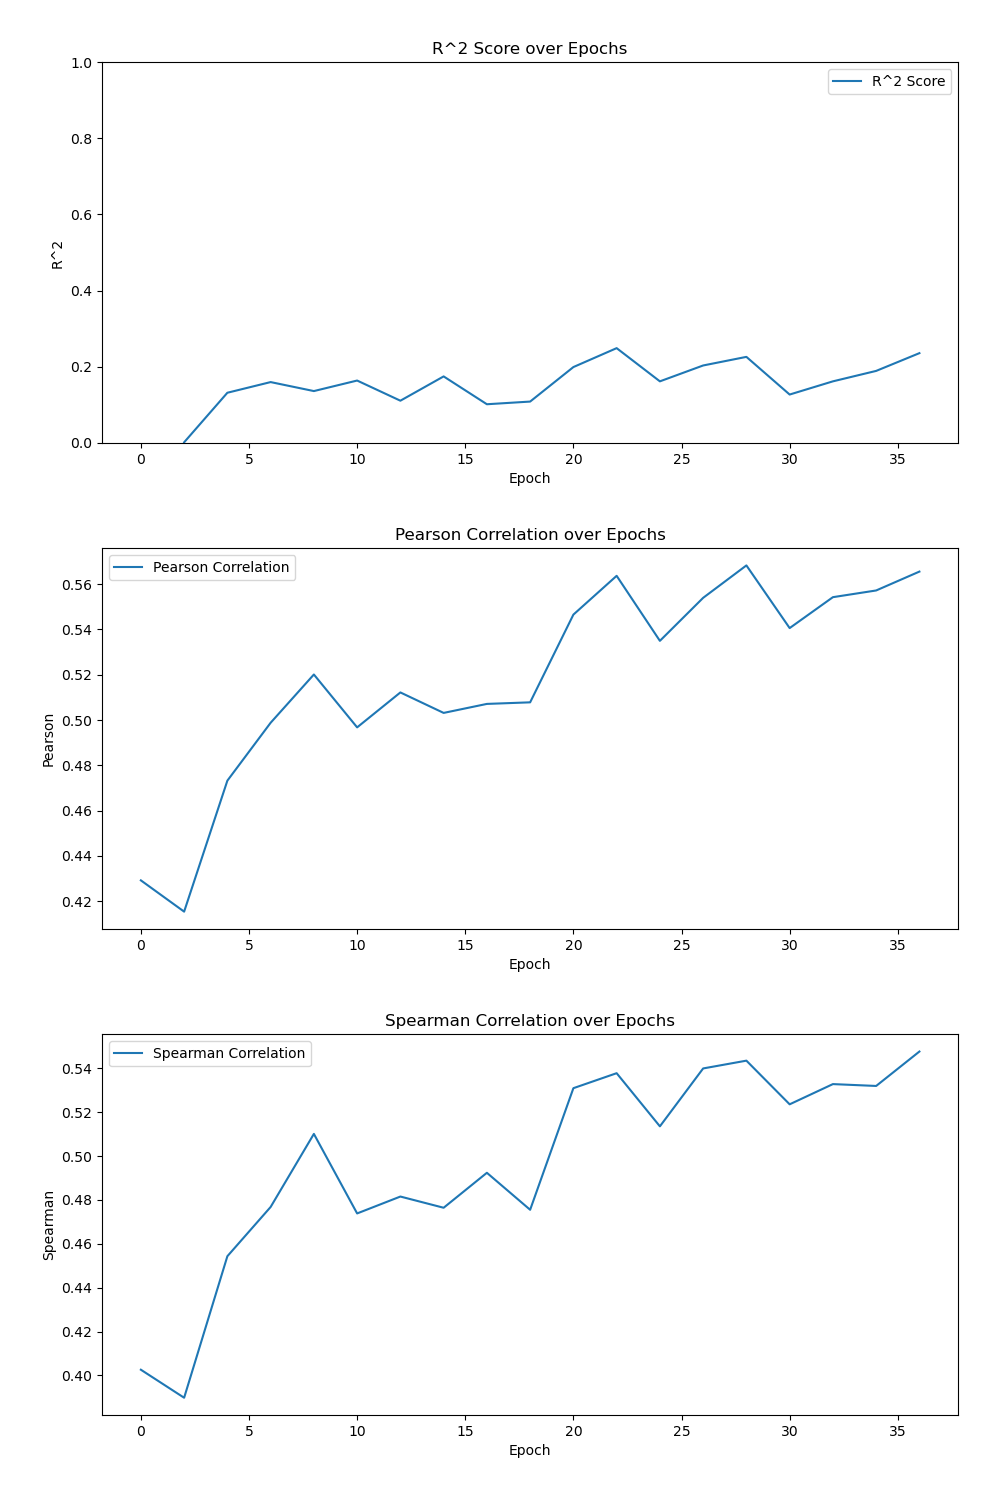 R^2 Score over Epochs
R^2 Score
1.0
0.8
0.6
0.4
0.2
0.0
R^2
0 5 10 15 20 25 30 35
Epoch
Pearson Correlation over Epochs
Pearson Correlation
0.56
0.54
0.52
0.50
0.48
0.46
0.44
0.42
Pearson
0 5 10 15 20 25 30 35
Epoch
Spearman Correlation over Epochs
Spearman Correlation
0.54
0.52
0.50
0.48
0.46
0.44
0.42
0.40
Spearman
0 5 10 15 20 25 30 35
Epoch